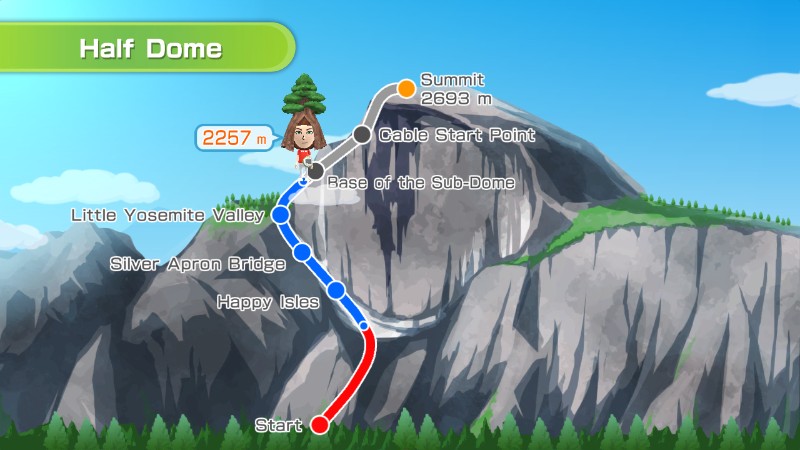 Half Dome
Summit
2693 m
2257 m
Cable Start Point
Base of the Sub-Dome
Little Yosemite Valley
Silver Apron Bridge
Happy Isles
Start